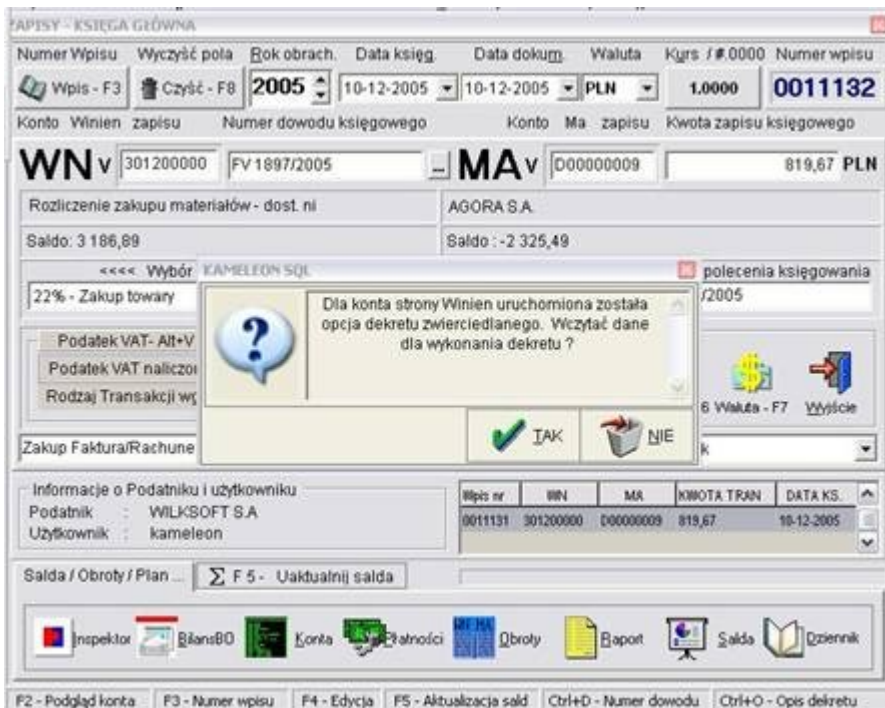 ZAPISY - KSIĘGA GŁÓWNA
Numer Wpisu Wyczyść pola Rok obrach. Data księg. Data dokum. Waluta Kurs / #.0000 Numer wpisu
Wpis - F3 Czyść - F8 2005 10-12-2005 10-12-2005 PLN 1.0000 0011132
Konto Winien zapisu Numer dowodu księgowego Konto Ma zapisu Kwota zapisu księgowego
WN v 301200000 FV 1897/2005 ... MA v D00000009 819,67 PLN
Rozliczenie zakupu materiałów - dost. ni AGORA S.A.
Saldo: 3 186,89 Saldo : -2 325,49
<<<< Wybór polecenia księgowania
22% - Zakup towary /2005
KAMELEON SQL
Dla konta strony Winien uruchomiona została
opcja dekretu zwierciedlanego. Wczytać dane
dla wykonania dekretu ?
TAK NIE
Podatek VAT- Alt+V
Podatek VAT naliczo
Rodzaj Transakcji wg
6 Waluta - F7 Wyjście
Zakup Faktura/Rachune k
Informacje o Podatniku i użytkowniku
Podatnik : WILKSOFT S.A
Użytkownik : kameleon
Wpis nr WN MA KWOTA TRAN DATA KS.
0011131 301200000 D00000009 819,67 10-12-2005
Salda / Obroty / Plan ... Σ F 5 - Uaktualnij salda
Inspektor BilansBO Konta Płatności WN MA Obroty Raport Salda Dziennik
F2 - Podgląd konta F3 - Numer wpisu F4 - Edycja F5 - Aktualizacja sald Ctrl+D - Numer dowodu Ctrl+O - Opis dekretu